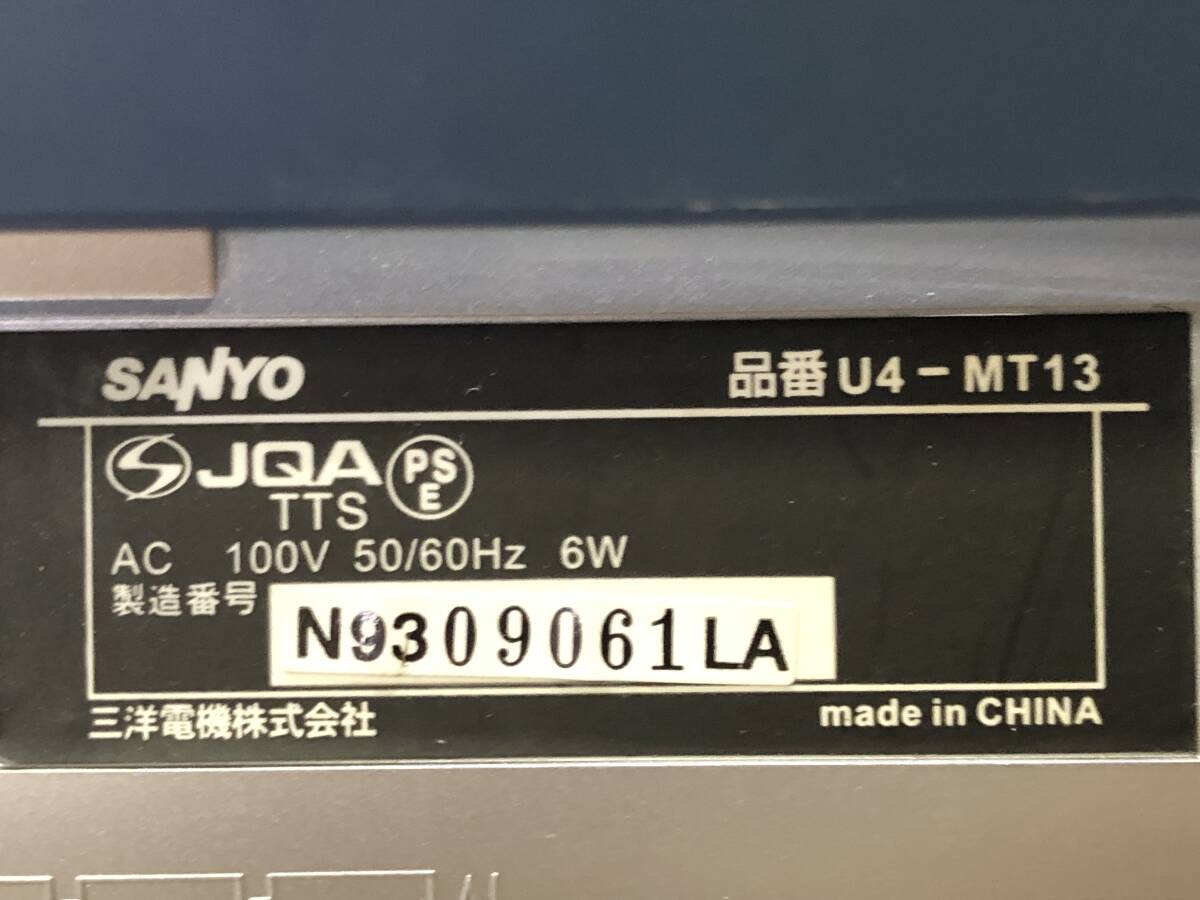 SANYO 品番 U4-MT13
JQA PSE
TTS
AC 100V 50/60Hz 6W
製造番号 N9309061LA
三洋電機株式会社 made in CHINA